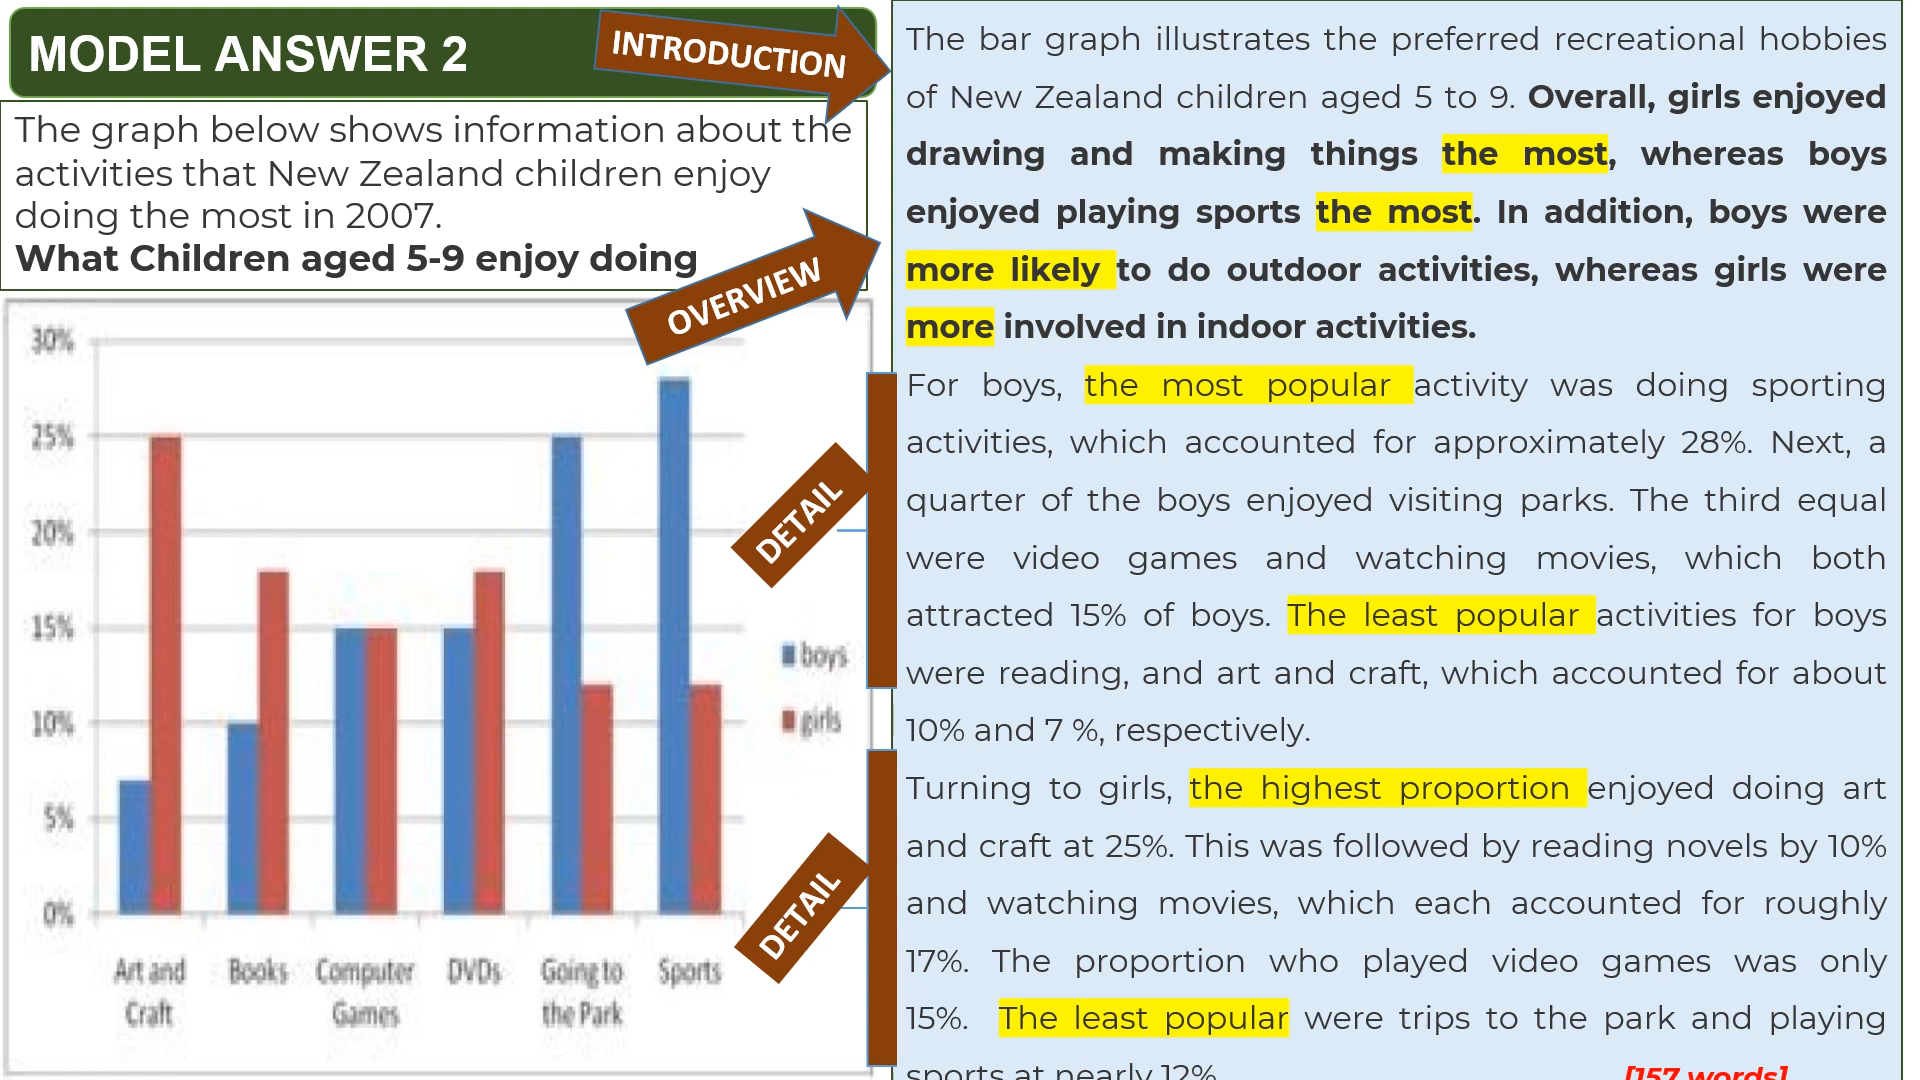 MODEL ANSWER 2
INTRODUCTION
The graph below shows information about the
activities that New Zealand children enjoy
doing the most in 2007.
What Children aged 5-9 enjoy doing
OVERVIEW
30%
25%
20%
15%
10%
5%
0%
Art and
Craft
Books
Computer
Games
DVDs
Going to
the Park
Sports
boys
girls
DETAIL
DETAIL
The bar graph illustrates the preferred recreational hobbies
of New Zealand children aged 5 to 9. Overall, girls enjoyed
drawing and making things the most, whereas boys
enjoyed playing sports the most. In addition, boys were
more likely to do outdoor activities, whereas girls were
more involved in indoor activities.
For boys, the most popular activity was doing sporting
activities, which accounted for approximately 28%. Next, a
quarter of the boys enjoyed visiting parks. The third equal
were video games and watching movies, which both
attracted 15% of boys. The least popular activities for boys
were reading, and art and craft, which accounted for about
10% and 7 %, respectively.
Turning to girls, the highest proportion enjoyed doing art
and craft at 25%. This was followed by reading novels by 10%
and watching movies, which each accounted for roughly
17%. The proportion who played video games was only
15%. The least popular were trips to the park and playing
sports at nearly 12%
[157 words]